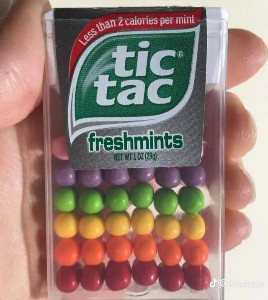 Less than 2 calories per mint
tic
tac®
freshmints
NET WT 1 OZ (29g)